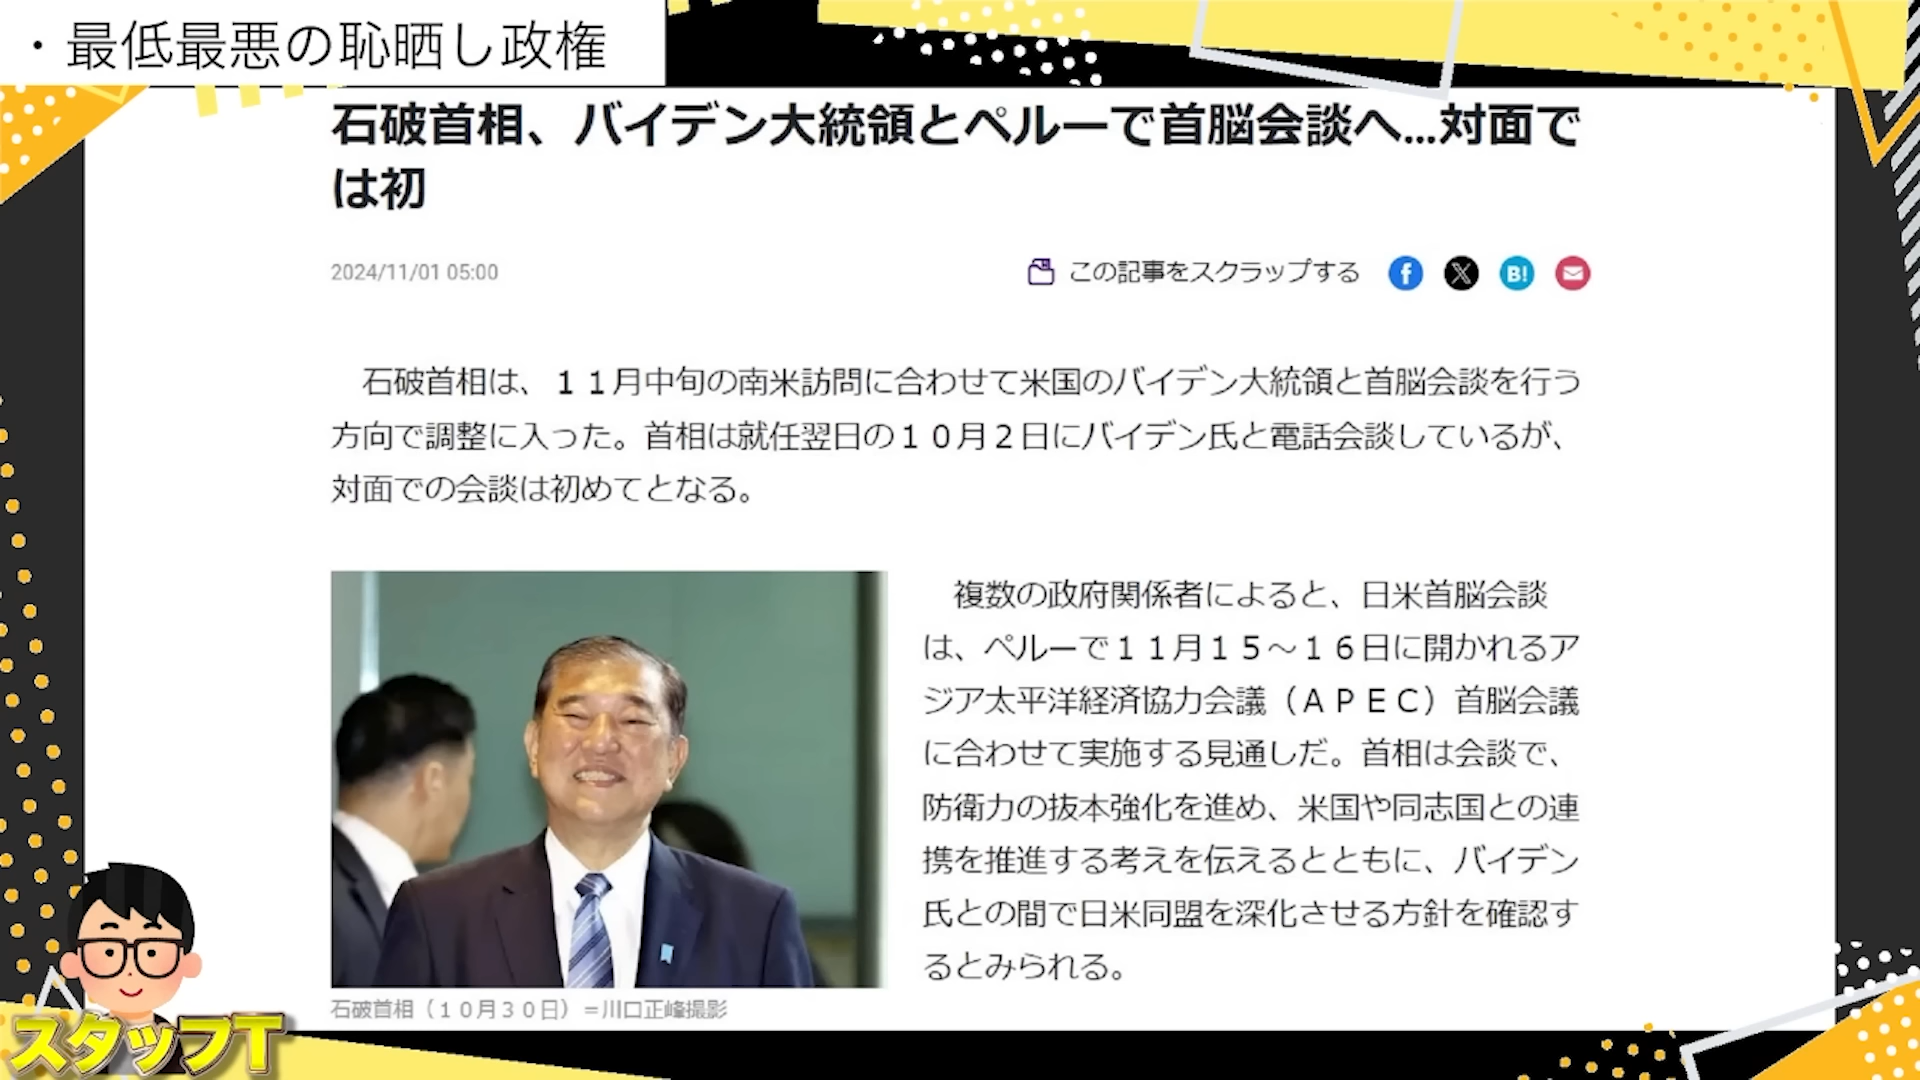 ・最低最悪の恥晒し政権
石破首相、バイデン大統領とペルーで首脳会談へ…対面で
は初
2024/11/01 05:00
この記事をスクラップする
f
X
B!
石破首相は、１１月中旬の南米訪問に合わせて米国のバイデン大統領と首脳会談を行う
方向で調整に入った。首相は就任翌日の１０月２日にバイデン氏と電話会談しているが、
対面での会談は初めてとなる。
複数の政府関係者によると、日米首脳会談
は、ペルーで１１月１５～１６日に開かれるア
ジア太平洋経済協力会議（ＡＰＥＣ）首脳会議
に合わせて実施する見通しだ。首相は会談で、
防衛力の抜本強化を進め、米国や同志国との連
携を推進する考えを伝えるとともに、バイデン
氏との間で日米同盟を深化させる方針を確認す
るとみられる。
石破首相（１０月３０日）＝川口正峰撮影
スタッフT